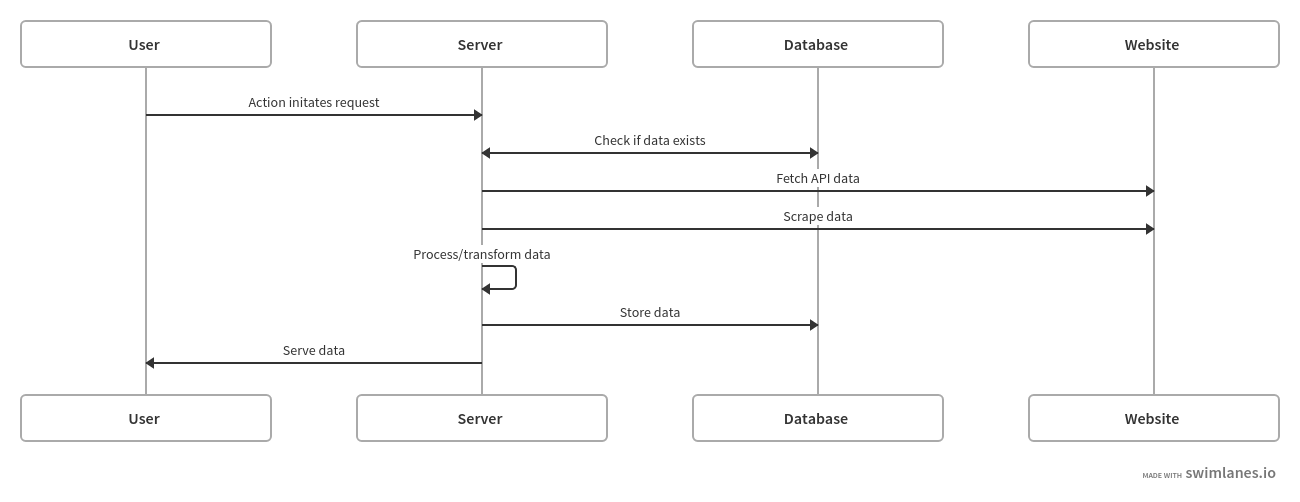 User Server Database Website
Action initates request
Check if data exists
Fetch API data
Scrape data
Process/transform data
Store data
Serve data
User Server Database Website
MADE WITH swimlanes.io